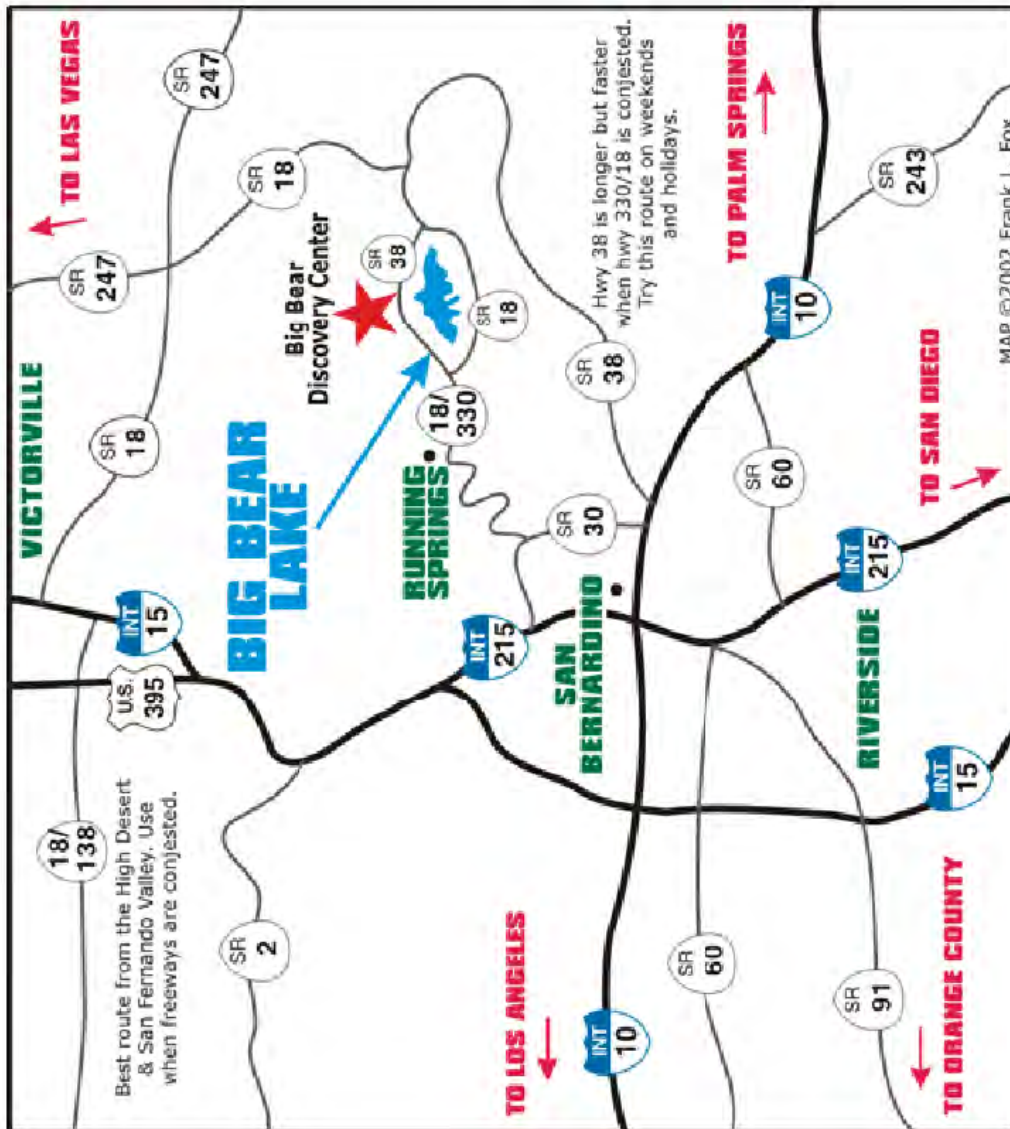 TO LAS VEGAS
VICTORVILLE
SR
247
SR
247
SR
18
SR
18
INT
15
U.S.
395
18/
138
Best route from the High Desert
& San Fernando Valley. Use
when freeways are conjested.
SR
2
BIG BEAR
LAKE
Big Bear
Discovery Center
SR
38
SR
18
18/
330
RUNNING
SPRINGS
SR
30
INT
215
SAN
BERNARDINO
SR
38
Hwy 38 is longer but faster
when hwy 330/18 is conjested.
Try this route on weekends
and holidays.
TO LOS ANGELES
INT
10
INT
10
TO PALM SPRINGS
SR
60
SR
60
SR
243
SR
91
RIVERSIDE
INT
215
INT
15
TO ORANGE COUNTY
TO SAN DIEGO
MAP ©2002 Frank L. Fox